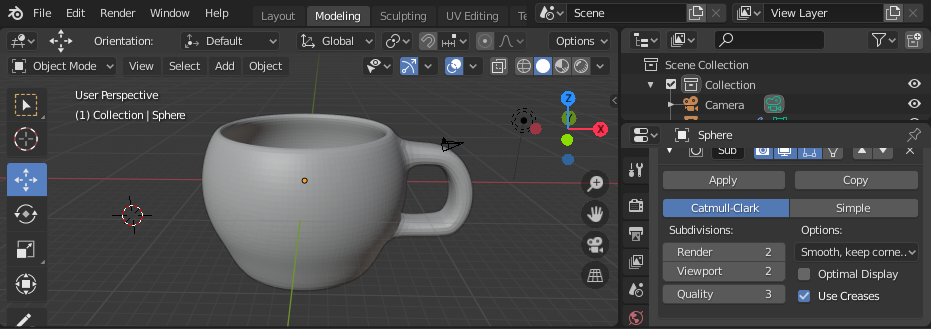 File Edit Render Window Help Layout Modeling Sculpting UV Editing Te Scene View Layer
Orientation: Default Global Options
Object Mode View Select Add Object
User Perspective
(1) Collection | Sphere
Z
Y
X
Scene Collection
Collection
Camera
Sphere
Sub
Apply Copy
Catmull-Clark Simple
Subdivisions: Options:
Render 2 Smooth, keep corne..
Viewport 2 Optimal Display
Quality 3 Use Creases